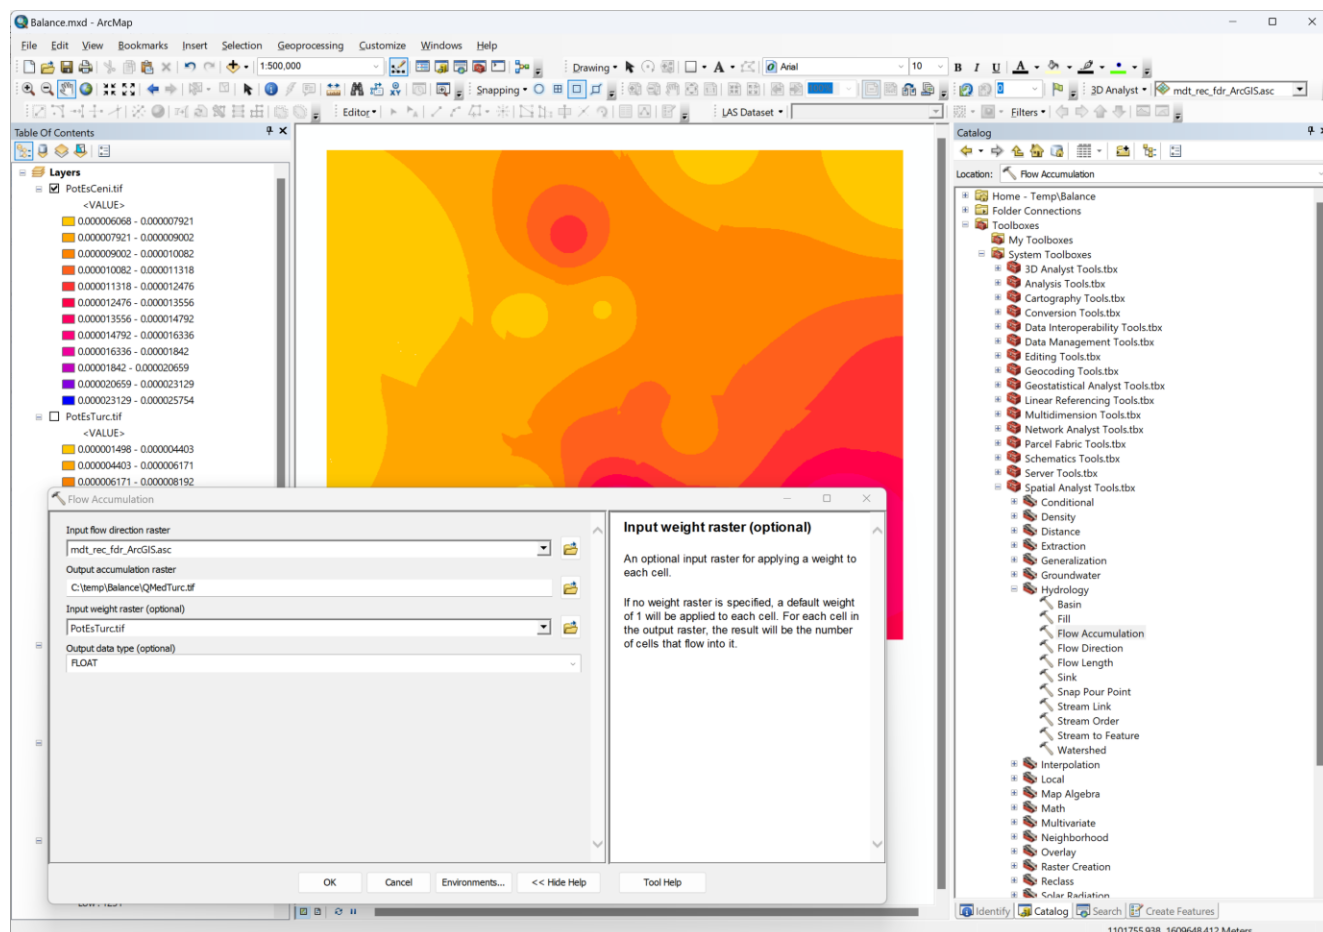 Balance.mxd - ArcMap
File Edit View Bookmarks Insert Selection Geoprocessing Customize Windows Help
1:500,000 Drawing A Arial 10 B I U A
Snapping 0 3D Analyst mdt_rec_fdr_ArcGIS.asc
Editor LAS Dataset Filters
Table Of Contents
Layers
PotEsCeni.tif
<VALUE>
0.000006068 - 0.000007921
0.000007921 - 0.000009002
0.000009002 - 0.000010082
0.000010082 - 0.000011318
0.000011318 - 0.000012476
0.000012476 - 0.000013556
0.000013556 - 0.000014792
0.000014792 - 0.000016336
0.000016336 - 0.00001842
0.00001842 - 0.000020659
0.000020659 - 0.000023129
0.000023129 - 0.000025754
PotEsTurc.tif
<VALUE>
0.000001498 - 0.000004403
0.000004403 - 0.000006171
0.000006171 - 0.000008192
Flow Accumulation
Input flow direction raster
mdt_rec_fdr_ArcGIS.asc
Output accumulation raster
C:\temp\Balance\QMedTurc.tif
Input weight raster (optional)
PotEsTurc.tif
Output data type (optional)
FLOAT
Input weight raster (optional)
An optional input raster for applying a weight to
each cell.
If no weight raster is specified, a default weight
of 1 will be applied to each cell. For each cell in
the output raster, the result will be the number
of cells that flow into it.
OK Cancel Environments... << Hide Help Tool Help
Catalog
Location: Flow Accumulation
Home - Temp\Balance
Folder Connections
Toolboxes
My Toolboxes
System Toolboxes
3D Analyst Tools.tbx
Analysis Tools.tbx
Cartography Tools.tbx
Conversion Tools.tbx
Data Interoperability Tools.tbx
Data Management Tools.tbx
Editing Tools.tbx
Geocoding Tools.tbx
Geostatistical Analyst Tools.tbx
Linear Referencing Tools.tbx
Multidimension Tools.tbx
Network Analyst Tools.tbx
Parcel Fabric Tools.tbx
Schematics Tools.tbx
Server Tools.tbx
Spatial Analyst Tools.tbx
Conditional
Density
Distance
Extraction
Generalization
Groundwater
Hydrology
Basin
Fill
Flow Accumulation
Flow Direction
Flow Length
Sink
Snap Pour Point
Stream Link
Stream Order
Stream to Feature
Watershed
Interpolation
Local
Map Algebra
Math
Multivariate
Neighborhood
Overlay
Raster Creation
Reclass
Solar Radiation
Identify Catalog Search Create Features
1101755.938 1609648.412 Meters